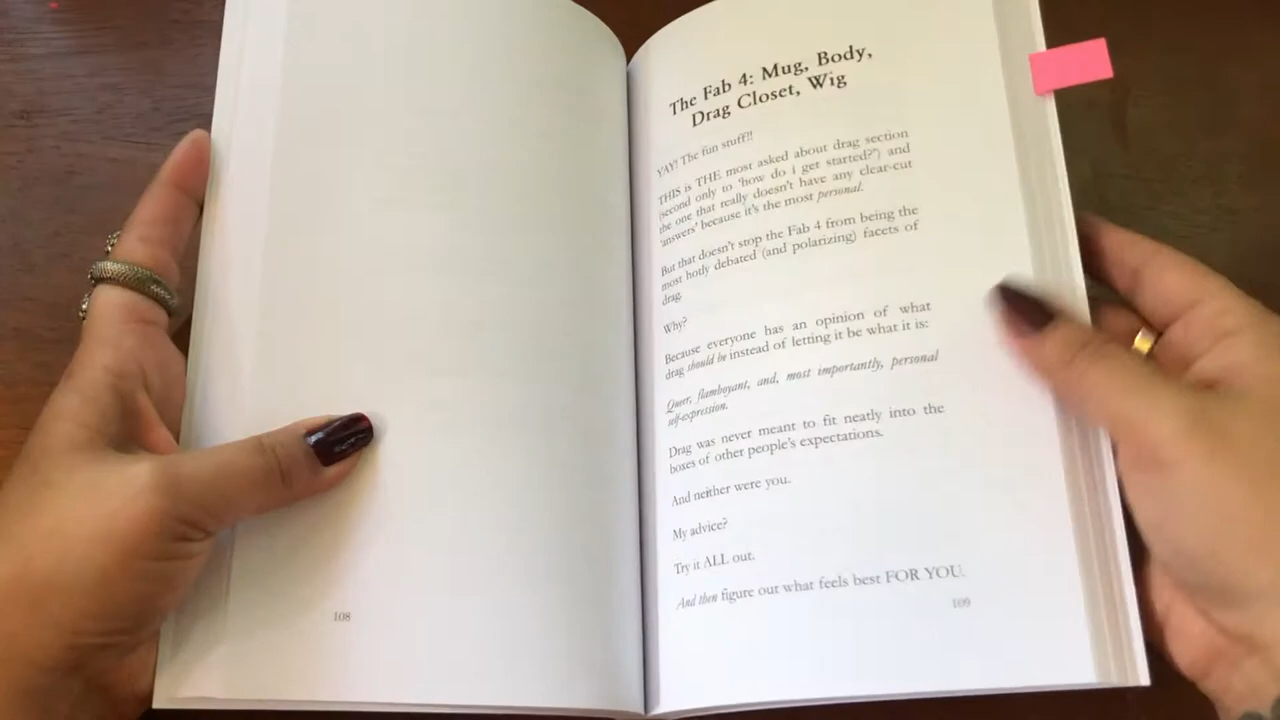 The Fab 4: Mug, Body,
Drag Closet, Wig
YAY! The fun stuff!!
THIS is THE most asked about drag section
(second only to 'how do i get started?') and
the one that really doesn't have any clear-cut
'answers' because it's the most personal.
But that doesn't stop the Fab 4 from being the
most hotly debated (and polarizing) facets of
drag.
Why?
Because everyone has an opinion of what
drag should be instead of letting it be what it is:
Queer, flamboyant, and, most importantly, personal
self-expression.
Drag was never meant to fit neatly into the
boxes of other people's expectations.
And neither were you.
My advice?
Try it ALL out.
And then figure out what feels best FOR YOU.
108
109